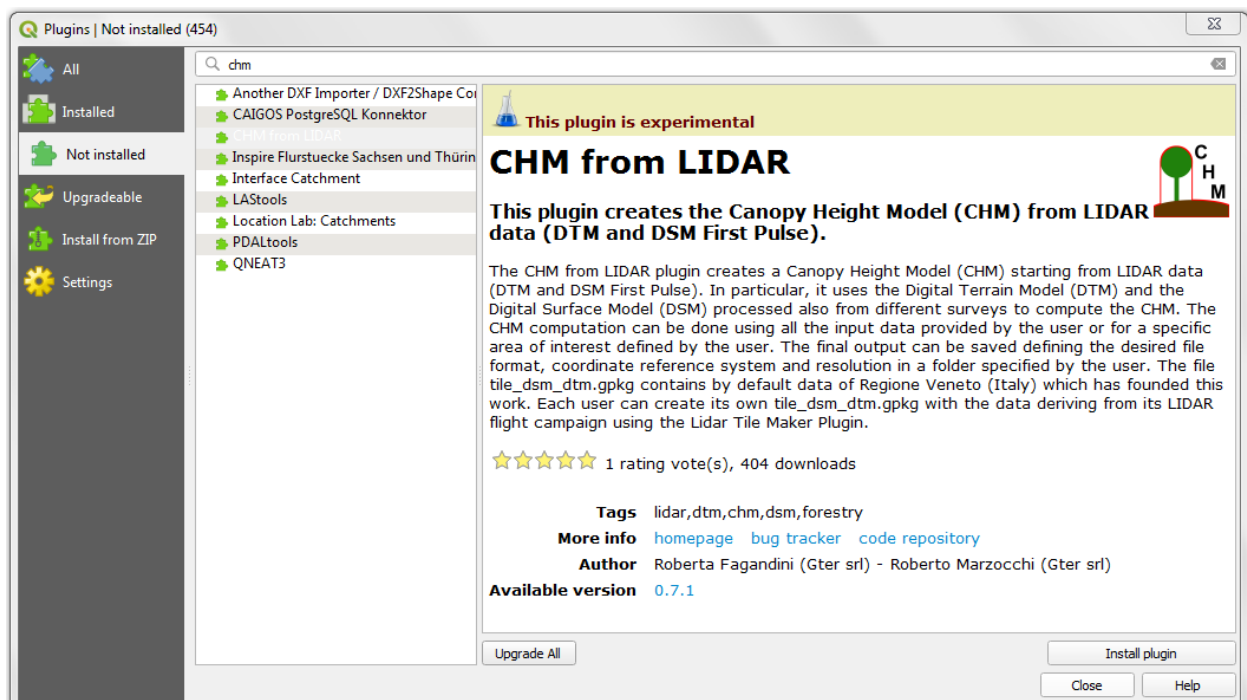 Plugins | Not installed (454)
All
Installed
Not installed
Upgradeable
Install from ZIP
Settings
chm
Another DXF Importer / DXF2Shape Co
CAIGOS PostgreSQL Konnektor
CHM from LIDAR
Inspire Flurstuecke Sachsen und Thürin
Interface Catchment
LAStools
Location Lab: Catchments
PDALtools
QNEAT3
This plugin is experimental
CHM from LIDAR
C
H
M
This plugin creates the Canopy Height Model (CHM) from LIDAR
data (DTM and DSM First Pulse).
The CHM from LIDAR plugin creates a Canopy Height Model (CHM) starting from LIDAR data
(DTM and DSM First Pulse). In particular, it uses the Digital Terrain Model (DTM) and the
Digital Surface Model (DSM) processed also from different surveys to compute the CHM. The
CHM computation can be done using all the input data provided by the user or for a specific
area of interest defined by the user. The final output can be saved defining the desired file
format, coordinate reference system and resolution in a folder specified by the user. The file
tile_dsm_dtm.gpkg contains by default data of Regione Veneto (Italy) which has founded this
work. Each user can create its own tile_dsm_dtm.gpkg with the data deriving from its LIDAR
flight campaign using the Lidar Tile Maker Plugin.
1 rating vote(s), 404 downloads
Tags lidar,dtm,chm,dsm,forestry
More info homepage bug tracker code repository
Author Roberta Fagandini (Gter srl) - Roberto Marzocchi (Gter srl)
Available version 0.7.1
Upgrade All
Install plugin
Close
Help